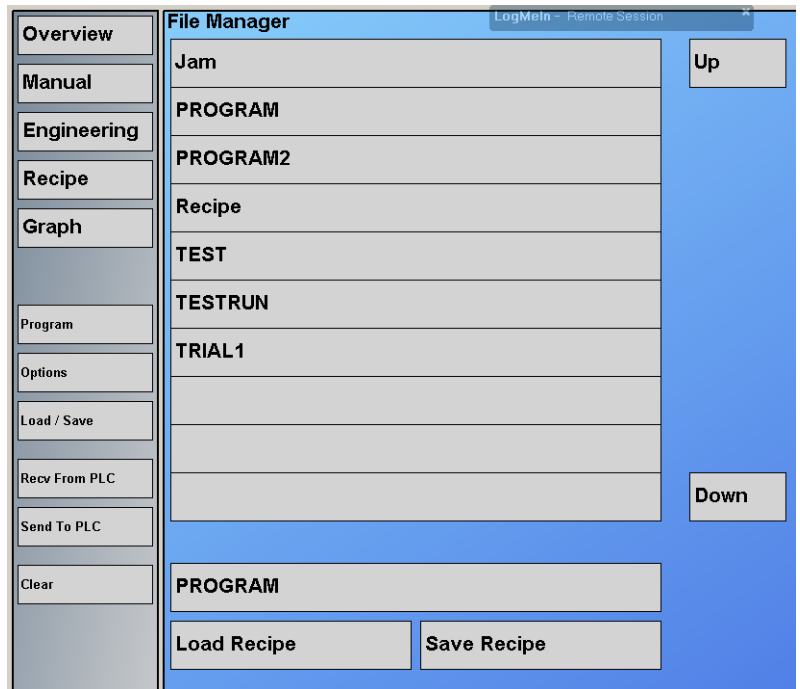 Overview
Manual
Engineering
Recipe
Graph
Program
Options
Load / Save
Recv From PLC
Send To PLC
Clear
File Manager
LogMeIn - Remote Session
x
Jam
PROGRAM
PROGRAM2
Recipe
TEST
TESTRUN
TRIAL1
Up
Down
PROGRAM
Load Recipe
Save Recipe